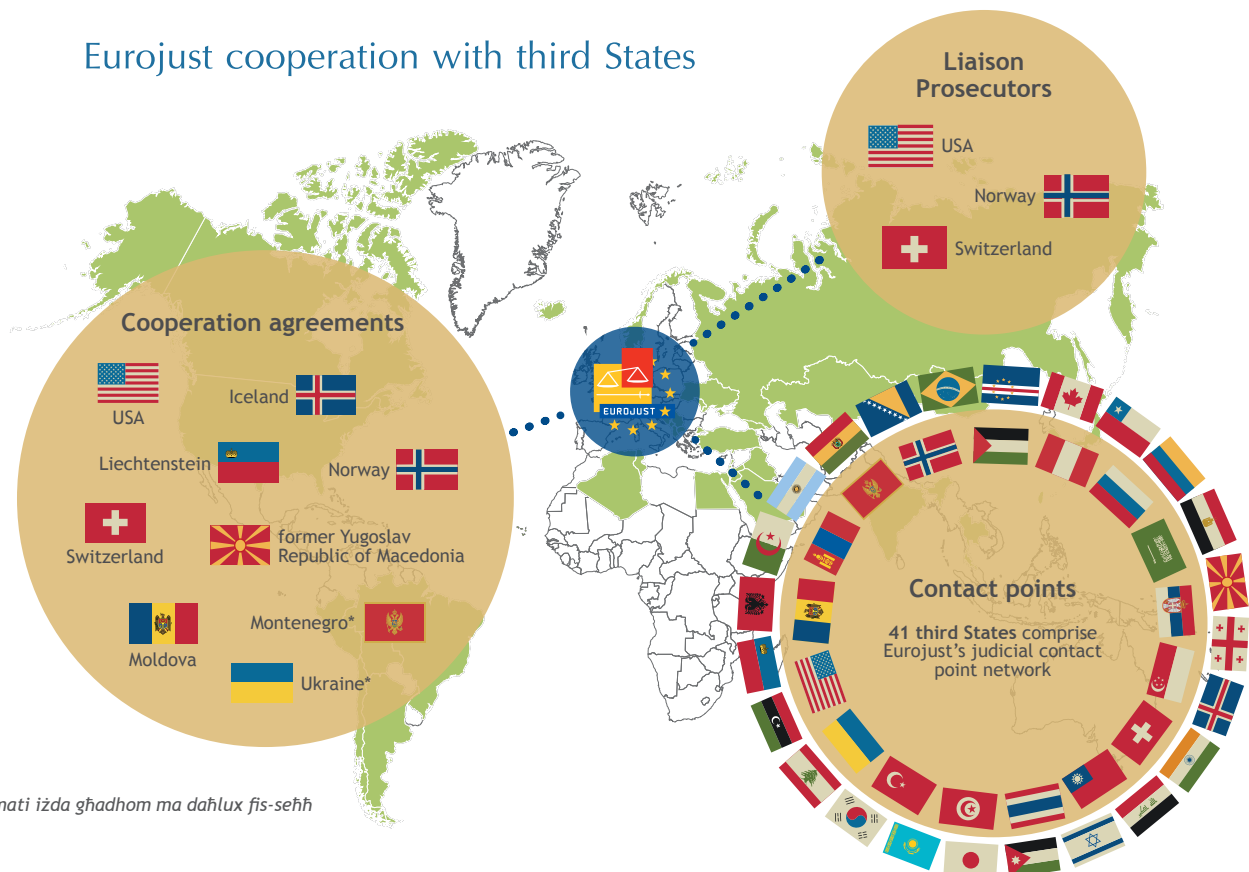 Eurojust cooperation with third States
Liaison
Prosecutors
USA
Norway
Switzerland
Cooperation agreements
USA
Iceland
Liechtenstein
Norway
Switzerland
former Yugoslav
Republic of Macedonia
Moldova
Montenegro*
Ukraine*
EUROJUST
Contact points
41 third States comprise
Eurojust's judicial contact
point network
iżda għadhom ma daħlux fis-seħħ